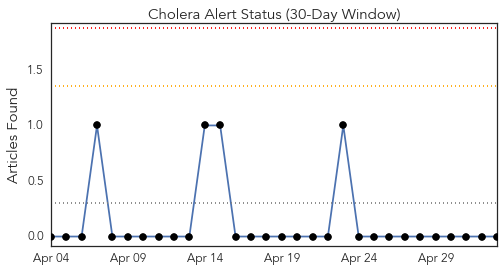 Cholera Alert Status (30-Day Window)
Articles Found
1.5
1.0
0.5
0.0
Apr 04 Apr 09 Apr 14 Apr 19 Apr 24 Apr 29